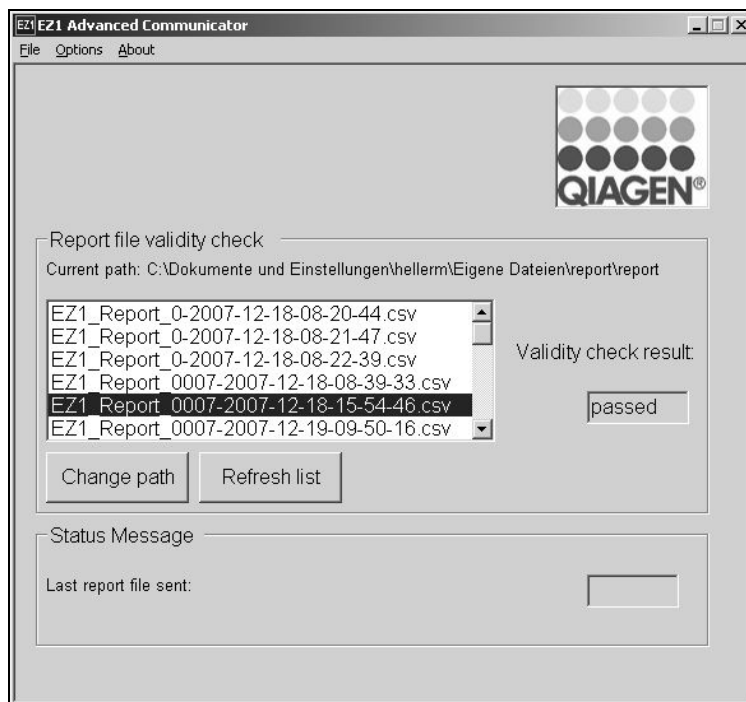 EZ1 EZ1 Advanced Communicator
File Options About
QIAGEN®
Report file validity check
Current path: C:\Dokumente und Einstellungen\hellerm\Eigene Dateien\report\report
EZ1_Report_0-2007-12-18-08-20-44.csv
EZ1_Report_0-2007-12-18-08-21-47.csv
EZ1_Report_0-2007-12-18-08-22-39.csv
EZ1_Report_0007-2007-12-18-08-39-33.csv
EZ1_Report_0007-2007-12-18-15-54-46.csv
EZ1_Report_0007-2007-12-19-09-50-16.csv
Validity check result:
passed
Change path Refresh list
Status Message
Last report file sent: